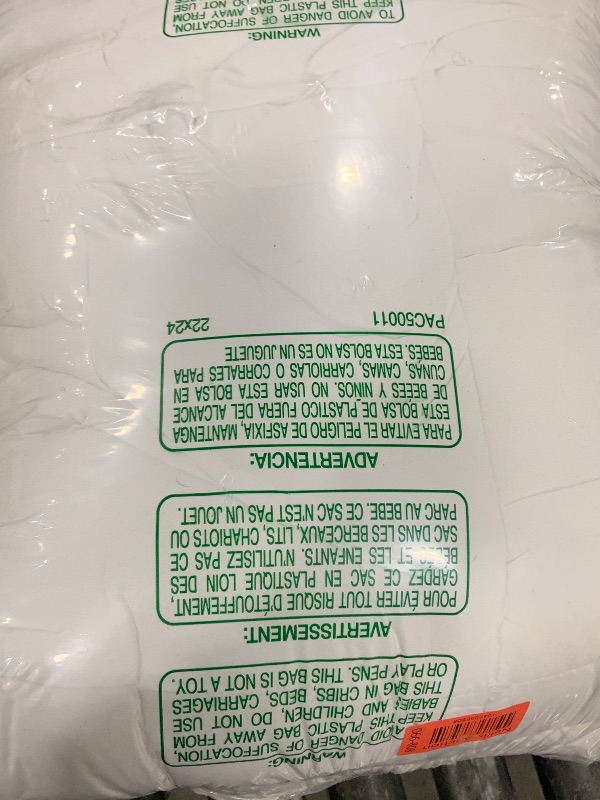 WARNING:
AVOID DANGER OF SUFFOCATION,
KEEP THIS PLASTIC BAG AWAY FROM
BABIES AND CHILDREN, DO NOT USE
THIS BAG IN CRIBS, BEDS, CARRIAGES
OR PLAY PENS. THIS BAG IS NOT A TOY.
AVERTISSEMENT:
POUR ÉVITER TOUT RISQUE D'ÉTOUFFEMENT,
GARDEZ CE SAC EN PLASTIQUE LOIN DES
BÉBÉS ET LES ENFANTS. N'UTILISEZ PAS CE
SAC DANS LES BERCEAUX, LITS, CHARIOTS OU
PARC AU BEBE. CE SAC N'EST PAS UN JOUET.
ADVERTENCIA:
PARA EVITAR EL PELIGRO DE ASFIXIA, MANTENGA
ESTA BOLSA DE PLASTICO FUERA DEL ALCANCE
DE BEBES Y NINOS. NO USAR ESTA BOLSA EN
CUNAS, CAMAS, CARRIOLAS O CORRALES PARA
BEBÉS. ESTA BOLSA NO ES UN JUGUETE
PAC50011 22x24
WARNING:
TO AVOID DANGER OF SUFFOCATION,
KEEP THIS PLASTIC BAG AWAY FROM
DO NOT USE